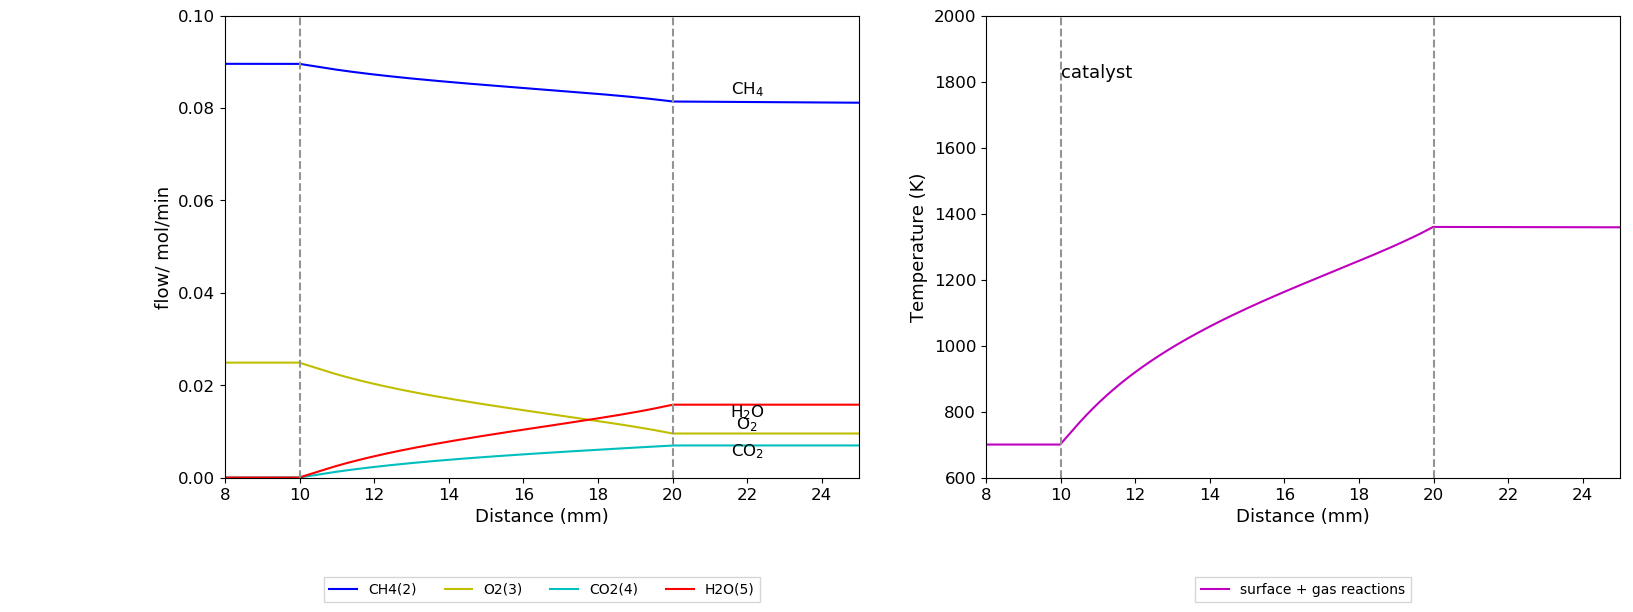 0.10
0.08
0.06
0.04
0.02
0.00
flow/ mol/min
CH₄
H₂O
O₂
CO₂
8 10 12 14 16 18 20 22 24
Distance (mm)
CH4(2) O2(3) CO2(4) H2O(5)
2000
1800
1600
1400
1200
1000
800
600
Temperature (K)
catalyst
8 10 12 14 16 18 20 22 24
Distance (mm)
surface + gas reactions